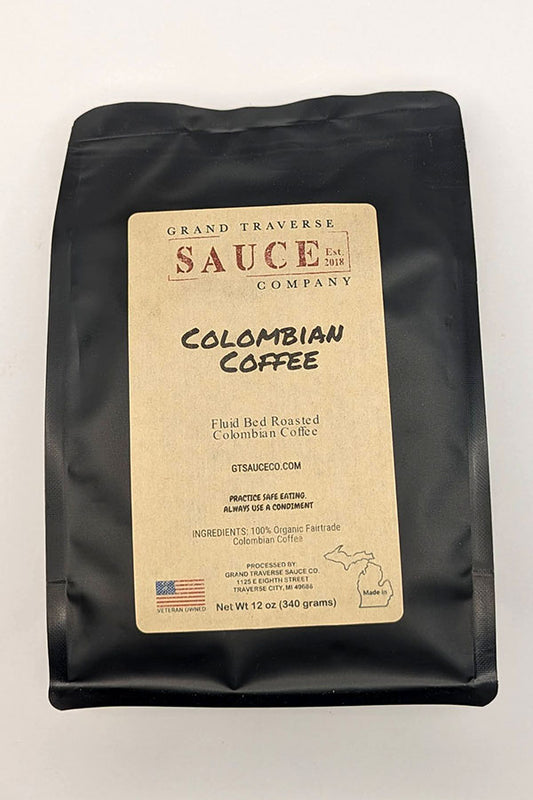 GRAND TRAVERSE
SAUCE
Est.
2018
COMPANY
COLOMBIAN
COFFEE
Fluid Bed Roasted
Colombian Coffee
GTSAUCECO.COM
PRACTICE SAFE EATING.
ALWAYS USE A CONDIMENT
INGREDIENTS: 100% Organic Fairtrade
Colombian Coffee
PROCESSED BY:
GRAND TRAVERSE SAUCE CO.
1125 E EIGHTH STREET
TRAVERSE CITY, MI 49686
Made in
VETERAN OWNED
Net Wt 12 oz (340 grams)